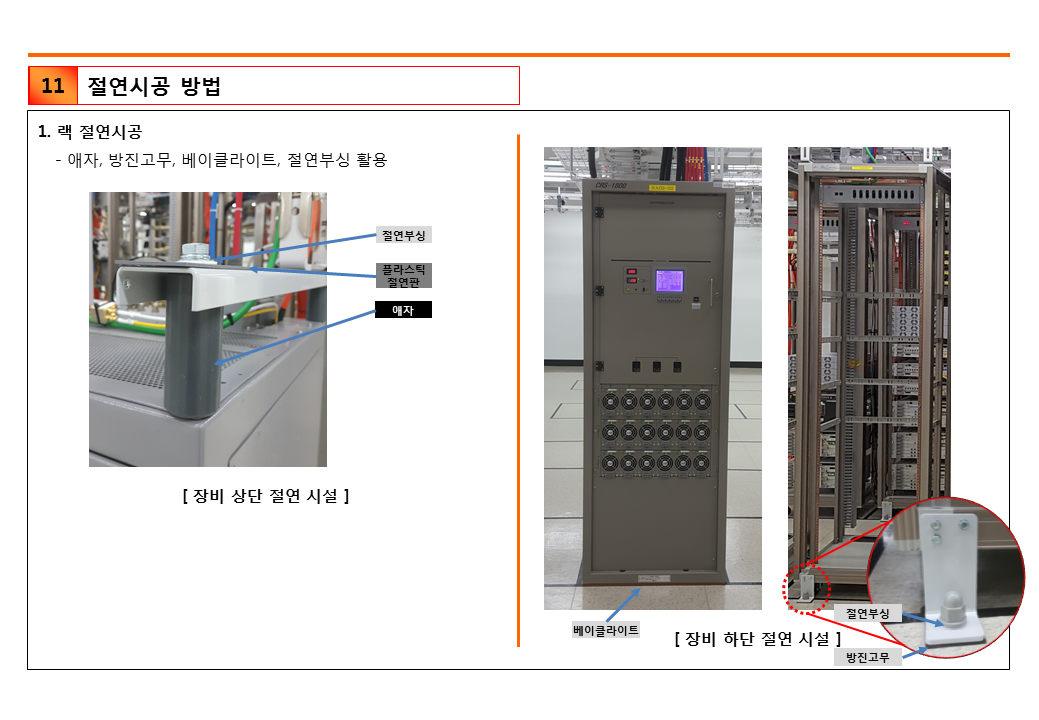 11
절연시공 방법
1. 랙 절연시공
- 애자, 방진고무, 베이클라이트, 절연부싱 활용
절연부싱
플라스틱
절연판
애자
[ 장비 상단 절연 시설 ]
CRS-1800
베이클라이트
[ 장비 하단 절연 시설 ]
절연부싱
방진고무